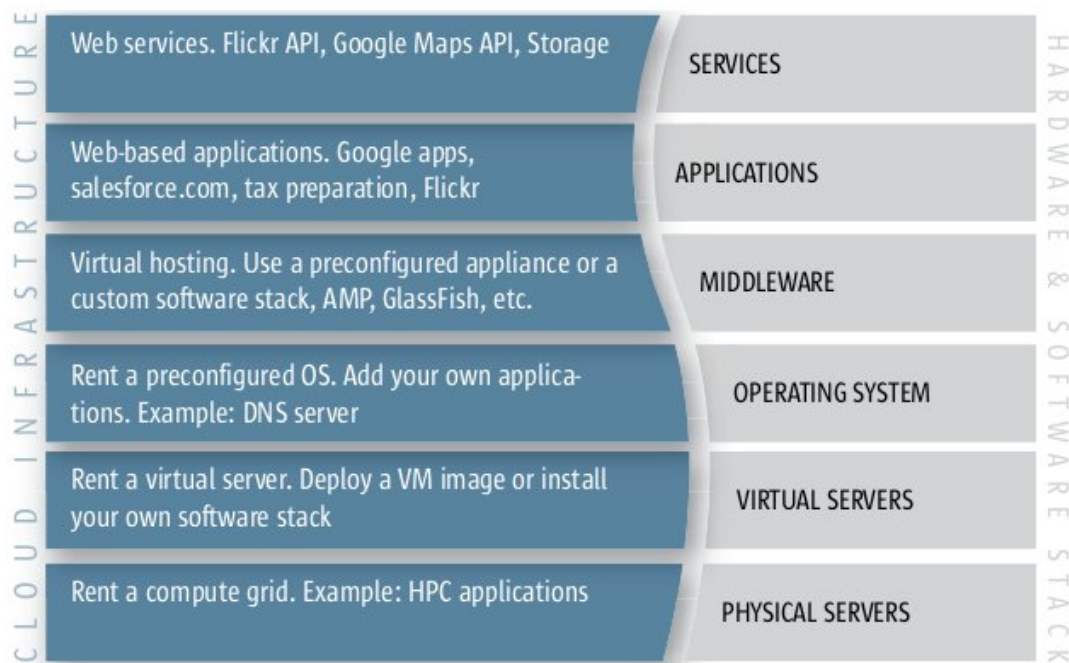 CLOUD INFRASTRUCTURE
Web services. Flickr API, Google Maps API, Storage
SERVICES
Web-based applications. Google apps,
salesforce.com, tax preparation, Flickr
APPLICATIONS
Virtual hosting. Use a preconfigured appliance or a
custom software stack, AMP, GlassFish, etc.
MIDDLEWARE
Rent a preconfigured OS. Add your own applica-
tions. Example: DNS server
OPERATING SYSTEM
Rent a virtual server. Deploy a VM image or install
your own software stack
VIRTUAL SERVERS
Rent a compute grid. Example: HPC applications
PHYSICAL SERVERS
HARDWARE & SOFTWARE STACK